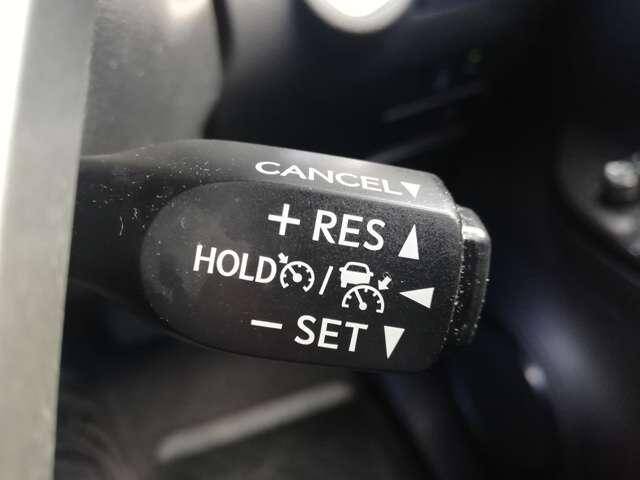 CANCEL
+ RES
HOLD /
− SET